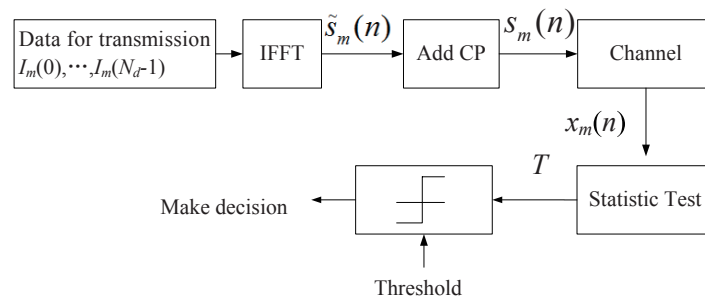 Data for transmission
I_m(0),⋯,I_m(N_d-1)
IFFT
s̃_m(n)
Add CP
s_m(n)
Channel
x_m(n)
Statistic Test
T
Make decision
Threshold